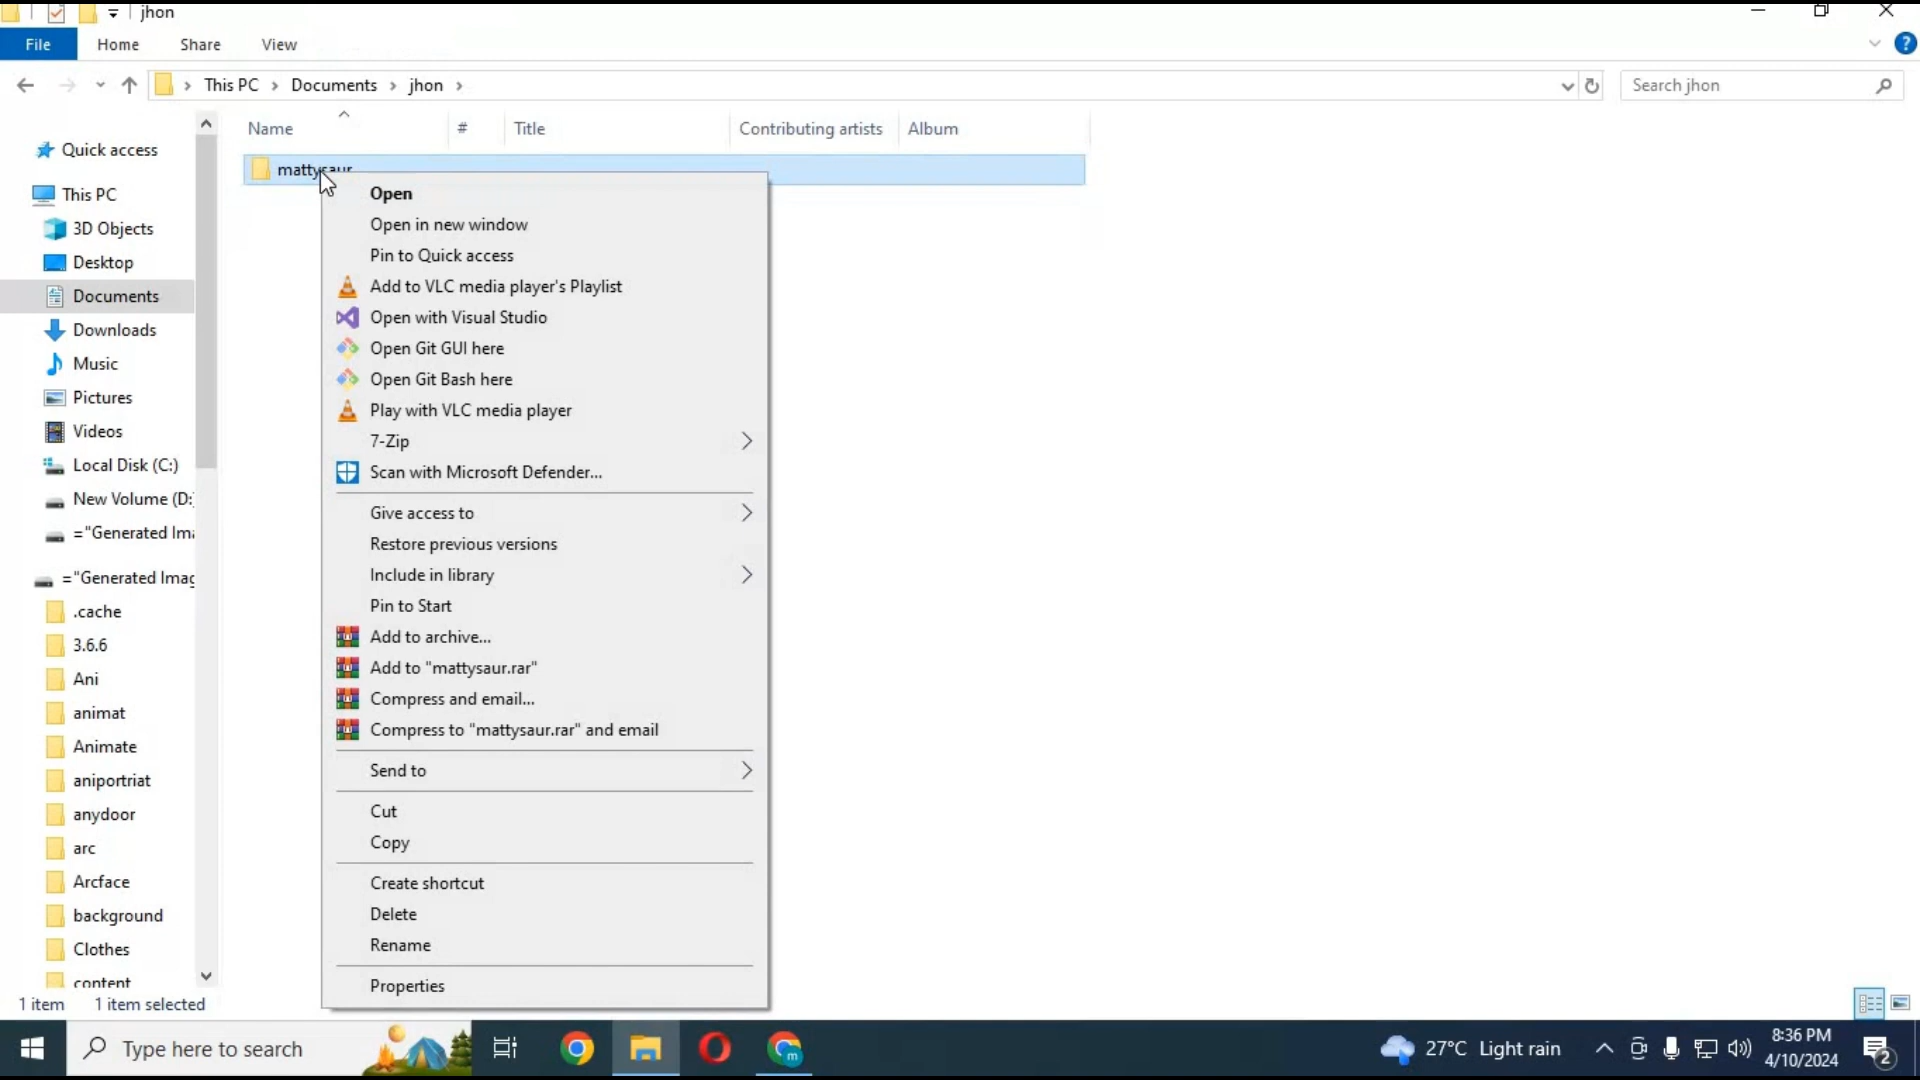 jhon
File Home Share View
This PC Documents jhon
Search jhon
Name # Title Contributing artists Album
Quick access
This PC
3D Objects
Desktop
Documents
Downloads
Music
Pictures
Videos
Local Disk (C:)
New Volume (D:
="Generated Ima
="Generated Imag
.cache
3.6.6
Ani
animat
Animate
aniportriat
anydoor
arc
Arcface
background
Clothes
content
mattysaur
Open
Open in new window
Pin to Quick access
Add to VLC media player's Playlist
Open with Visual Studio
Open Git GUI here
Open Git Bash here
Play with VLC media player
7-Zip
Scan with Microsoft Defender...
Give access to
Restore previous versions
Include in library
Pin to Start
Add to archive...
Add to "mattysaur.rar"
Compress and email...
Compress to "mattysaur.rar" and email
Send to
Cut
Copy
Create shortcut
Delete
Rename
Properties
1 item 1 item selected
Type here to search
27°C Light rain
8:36 PM
4/10/2024
2